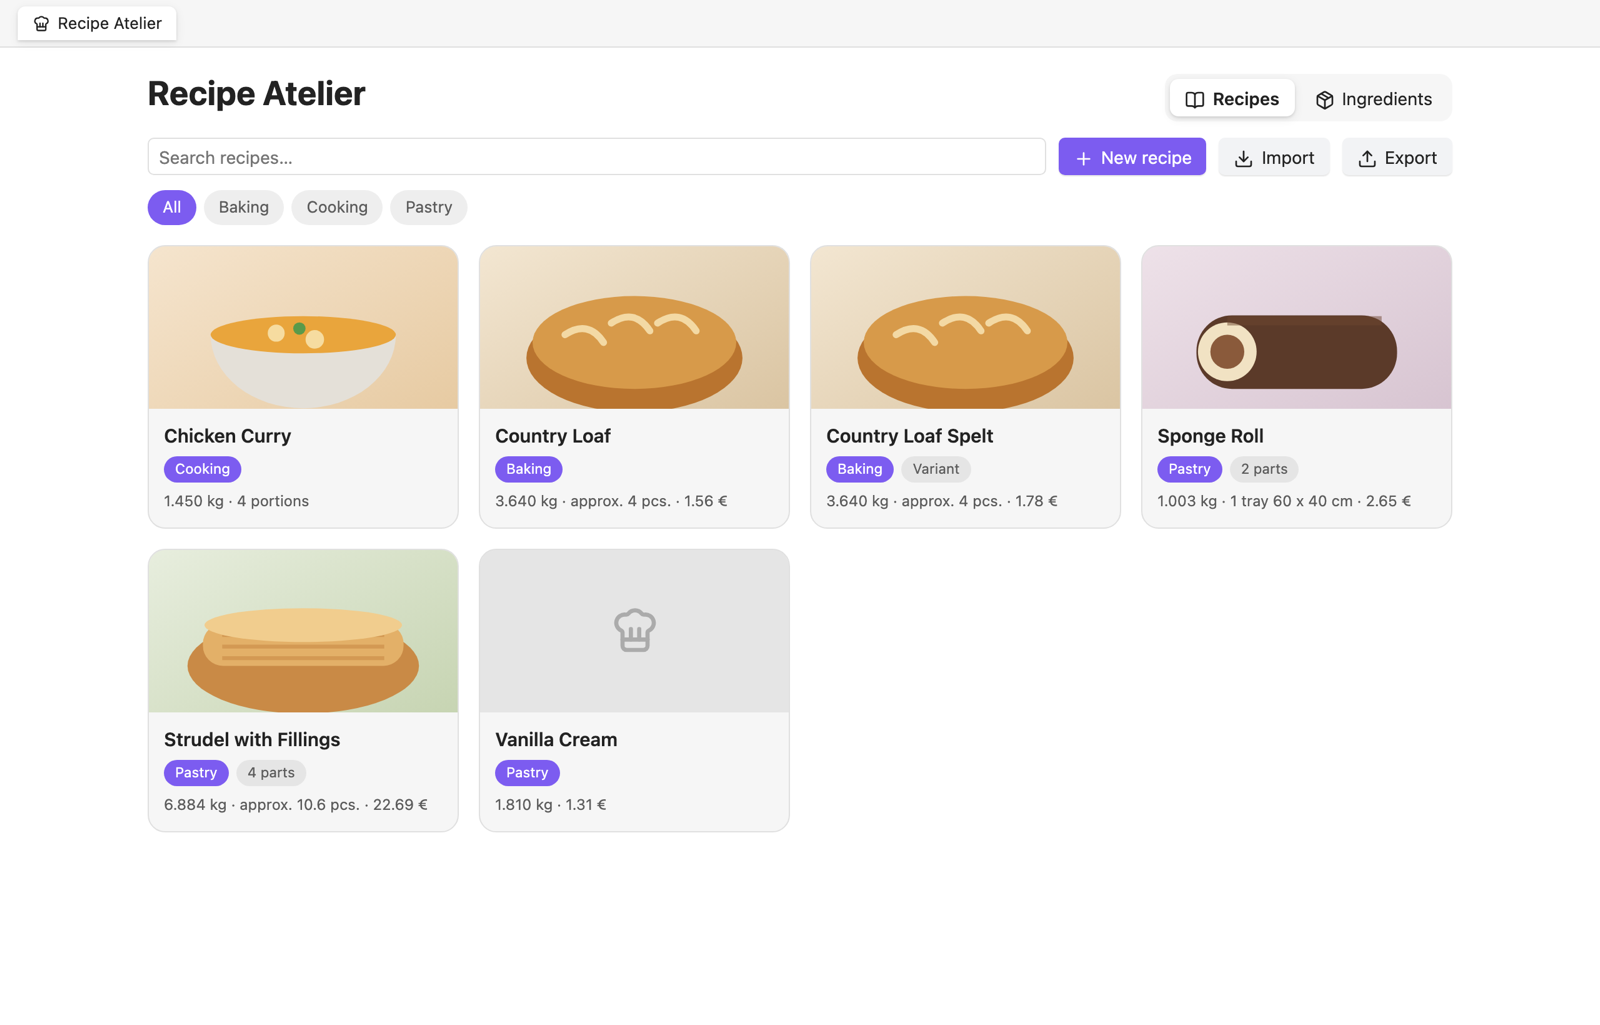 Recipe Atelier
Recipe Atelier
Recipes
Ingredients
Search recipes...
New recipe
Import
Export
All
Baking
Cooking
Pastry
Chicken Curry
Cooking
1.450 kg · 4 portions
Country Loaf
Baking
3.640 kg · approx. 4 pcs. · 1.56 €
Country Loaf Spelt
Baking
Variant
3.640 kg · approx. 4 pcs. · 1.78 €
Sponge Roll
Pastry
2 parts
1.003 kg · 1 tray 60 x 40 cm · 2.65 €
Strudel with Fillings
Pastry
4 parts
6.884 kg · approx. 10.6 pcs. · 22.69 €
Vanilla Cream
Pastry
1.810 kg · 1.31 €